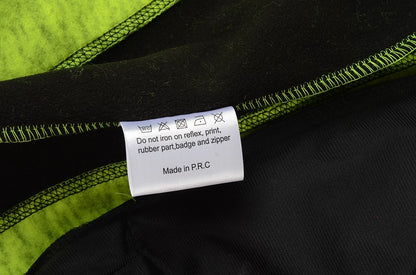 Do not iron on reflex, print,
rubber part,badge and zipper
Made in P.R.C